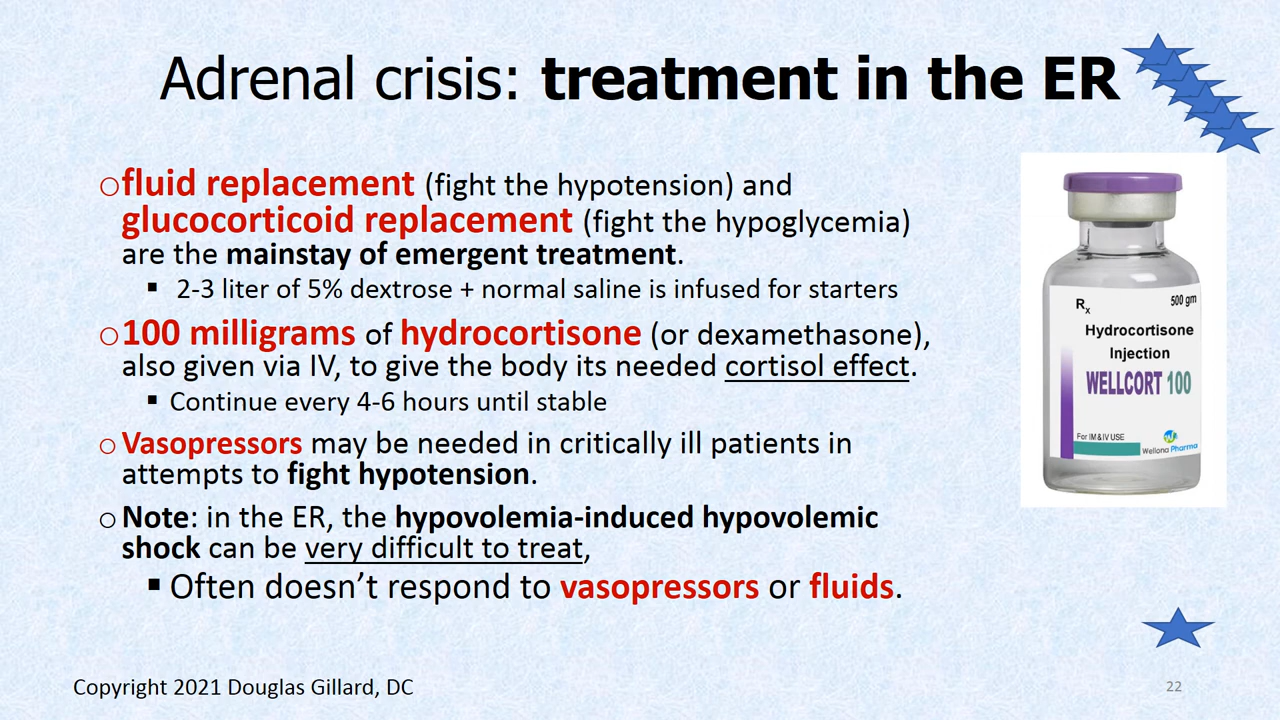 Adrenal crisis: treatment in the ER
fluid replacement (fight the hypotension) and
glucocorticoid replacement (fight the hypoglycemia)
are the mainstay of emergent treatment.
2-3 liter of 5% dextrose + normal saline is infused for starters
100 milligrams of hydrocortisone (or dexamethasone),
also given via IV, to give the body its needed cortisol effect.
Continue every 4-6 hours until stable
Vasopressors may be needed in critically ill patients in
attempts to fight hypotension.
Note: in the ER, the hypovolemia-induced hypovolemic
shock can be very difficult to treat,
Often doesn’t respond to vasopressors or fluids.
Rx 500 gm
Hydrocortisone
Injection
WELLCORT 100
For IM & IV USE
Wellona Pharma
Copyright 2021 Douglas Gillard, DC
22